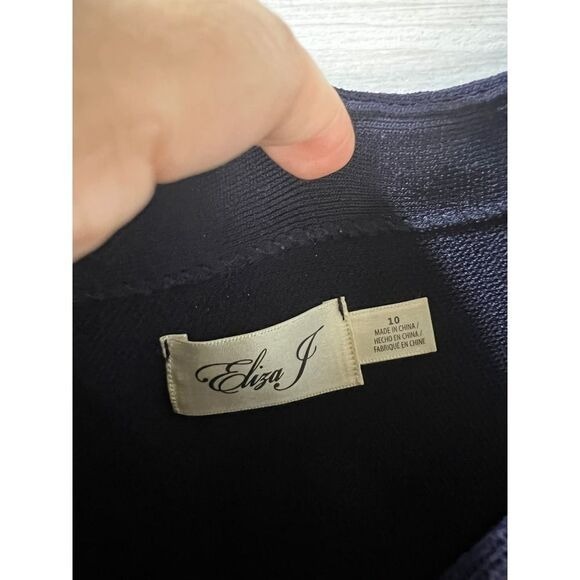 Eliza J
10
MADE IN CHINA /
HECHO EN CHINA /
FABRIQUE EN CHINE